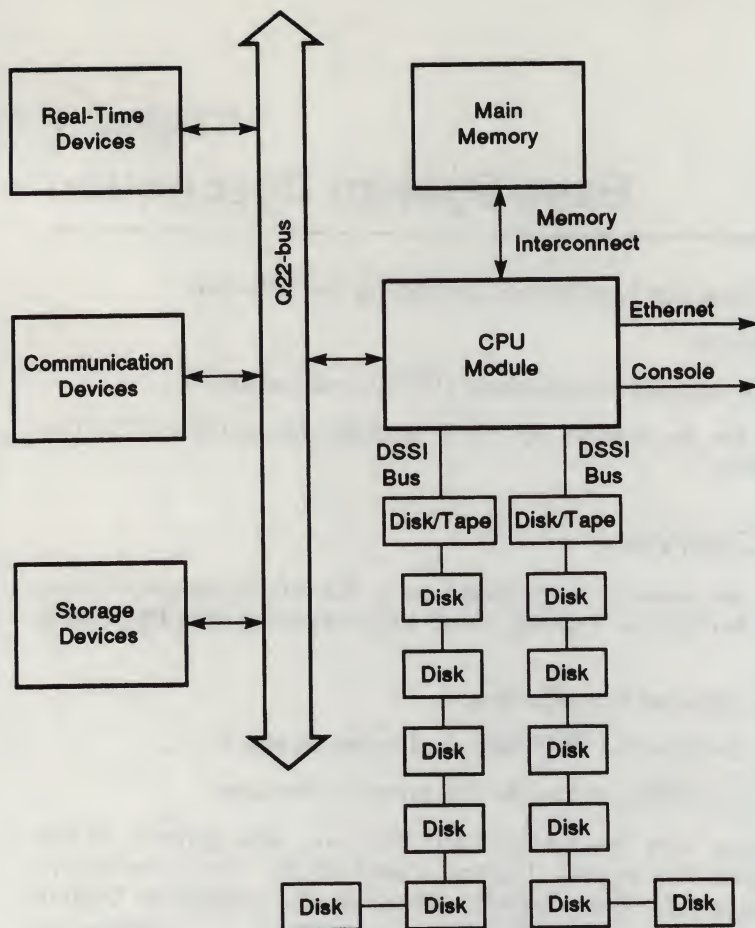 Real-Time
Devices
Main
Memory
Q22-bus
Memory
Interconnect
Communication
Devices
CPU
Module
Ethernet
Console
DSSI
Bus
DSSI
Bus
Disk/Tape
Disk/Tape
Storage
Devices
Disk
Disk
Disk
Disk
Disk
Disk
Disk
Disk
Disk
Disk
Disk
Disk